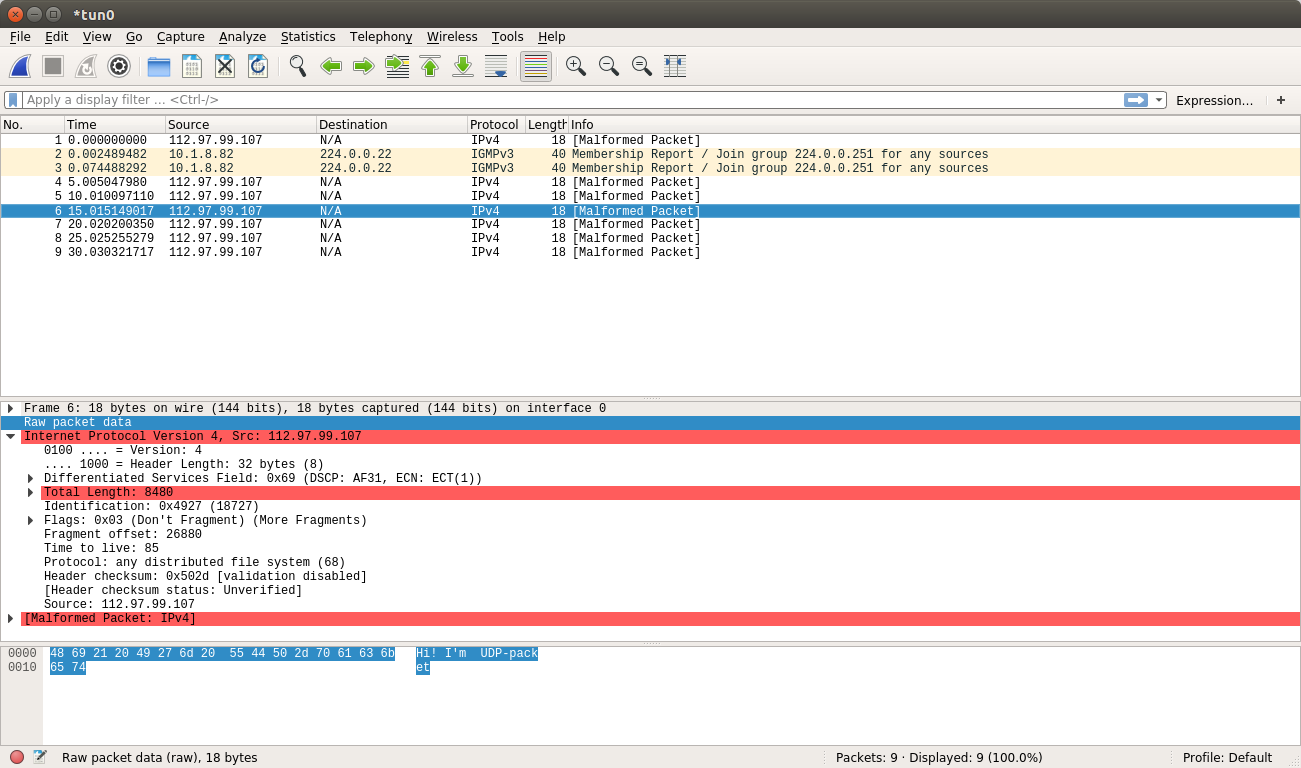 *tun0
File Edit View Go Capture Analyze Statistics Telephony Wireless Tools Help
Apply a display filter ... <Ctrl-/> Expression... +
No. Time Source Destination Protocol Length Info
1 0.000000000 112.97.99.107 N/A IPv4 18 [Malformed Packet]
2 0.002489482 10.1.8.82 224.0.0.22 IGMPv3 40 Membership Report / Join group 224.0.0.251 for any sources
3 0.074488292 10.1.8.82 224.0.0.22 IGMPv3 40 Membership Report / Join group 224.0.0.251 for any sources
4 5.005047980 112.97.99.107 N/A IPv4 18 [Malformed Packet]
5 10.010097110 112.97.99.107 N/A IPv4 18 [Malformed Packet]
6 15.015149017 112.97.99.107 N/A IPv4 18 [Malformed Packet]
7 20.020200350 112.97.99.107 N/A IPv4 18 [Malformed Packet]
8 25.025255279 112.97.99.107 N/A IPv4 18 [Malformed Packet]
9 30.030321717 112.97.99.107 N/A IPv4 18 [Malformed Packet]
Frame 6: 18 bytes on wire (144 bits), 18 bytes captured (144 bits) on interface 0
Raw packet data
Internet Protocol Version 4, Src: 112.97.99.107
0100 .... = Version: 4
.... 1000 = Header Length: 32 bytes (8)
Differentiated Services Field: 0x69 (DSCP: AF31, ECN: ECT(1))
Total Length: 8480
Identification: 0x4927 (18727)
Flags: 0x03 (Don't Fragment) (More Fragments)
Fragment offset: 26880
Time to live: 85
Protocol: any distributed file system (68)
Header checksum: 0x502d [validation disabled]
[Header checksum status: Unverified]
Source: 112.97.99.107
[Malformed Packet: IPv4]
0000 48 69 21 20 49 27 6d 20 55 44 50 2d 70 61 63 6b Hi! I'm UDP-pack
0010 65 74 et
Raw packet data (raw), 18 bytes Packets: 9 · Displayed: 9 (100.0%) Profile: Default